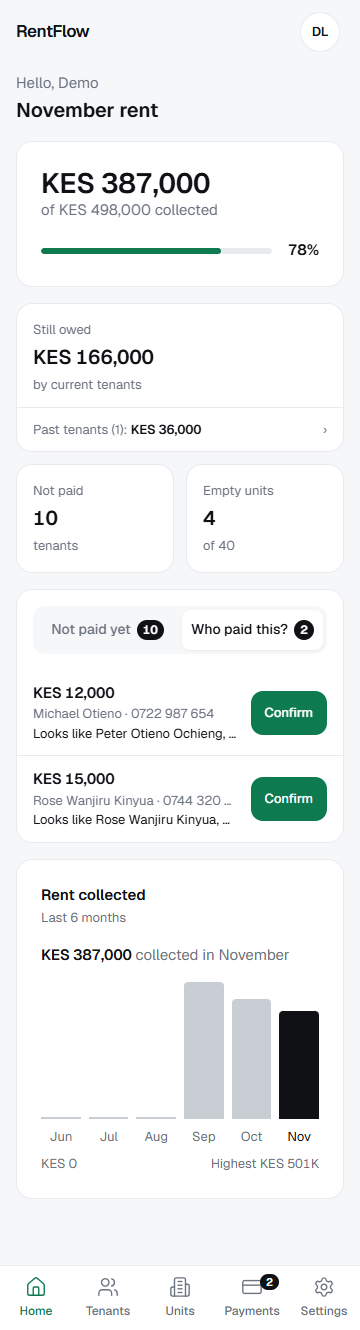 RentFlow
DL
Hello, Demo
November rent
KES 387,000
of KES 498,000 collected
78%
Still owed
KES 166,000
by current tenants
Past tenants (1): KES 36,000 ›
Not paid
10
tenants
Empty units
4
of 40
Not paid yet 10
Who paid this? 2
KES 12,000
Michael Otieno · 0722 987 654
Looks like Peter Otieno Ochieng, ...
Confirm
KES 15,000
Rose Wanjiru Kinyua · 0744 320 ...
Looks like Rose Wanjiru Kinyua, ...
Confirm
Rent collected
Last 6 months
KES 387,000 collected in November
Jun Jul Aug Sep Oct Nov
KES 0 Highest KES 501K
2
Home Tenants Units Payments Settings